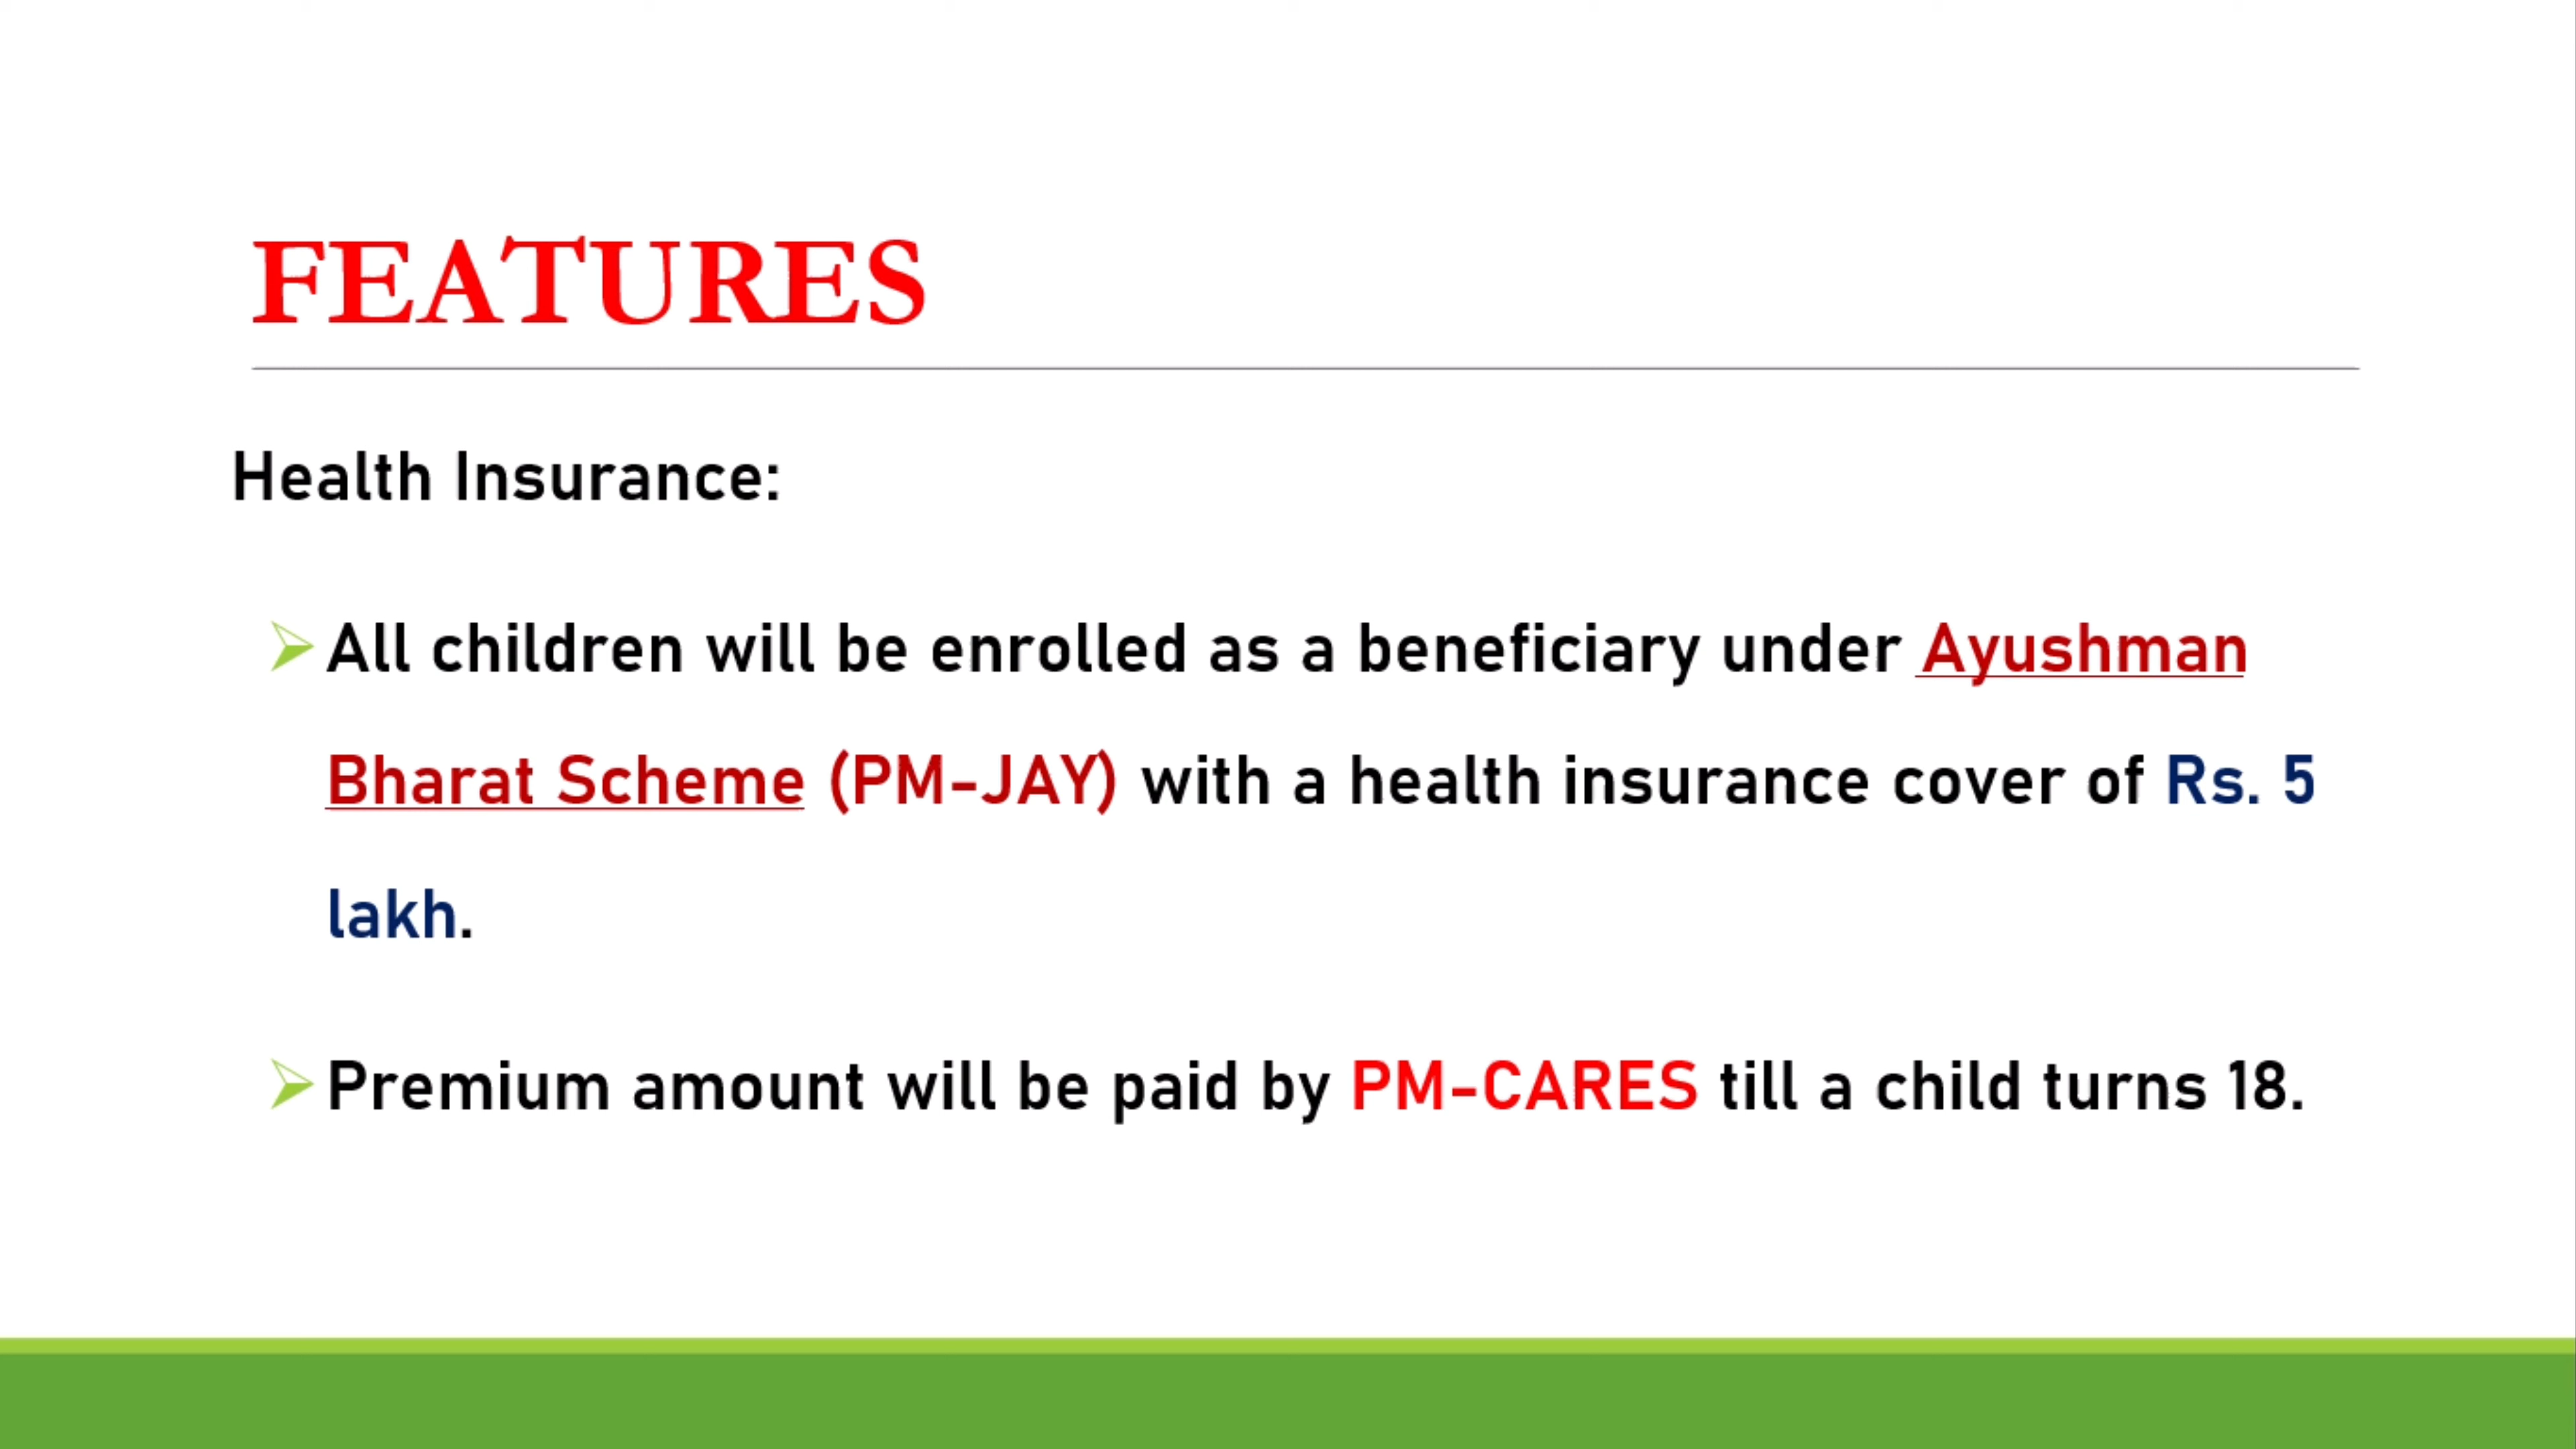 FEATURES
Health Insurance:
All children will be enrolled as a beneficiary under Ayushman
Bharat Scheme (PM-JAY) with a health insurance cover of Rs. 5
lakh.
Premium amount will be paid by PM-CARES till a child turns 18.